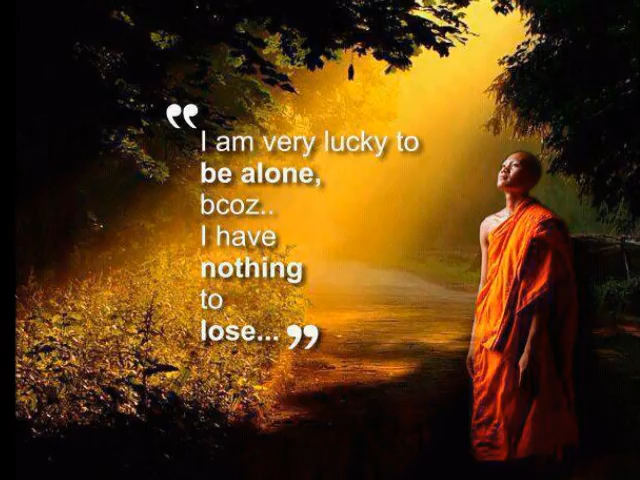 “
I am very lucky to
be alone,
bcoz..
I have
nothing
to
lose... ”